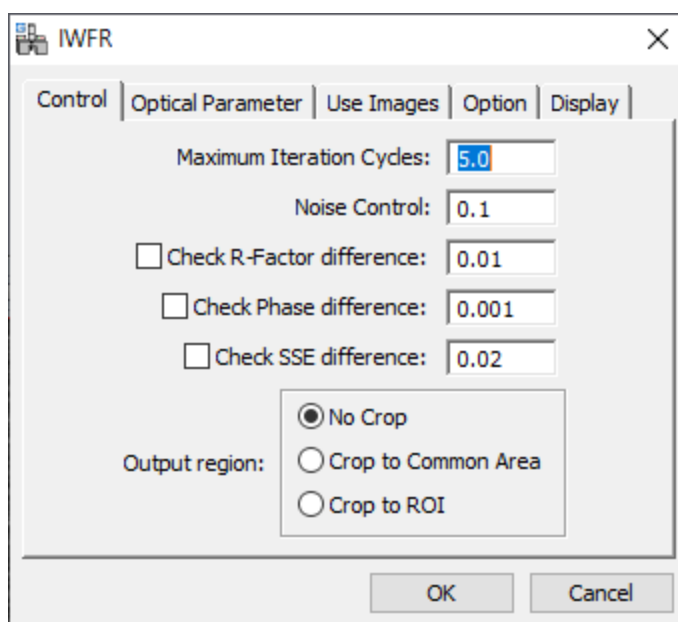 IWFR
Control Optical Parameter Use Images Option Display
Maximum Iteration Cycles: 5.0
Noise Control: 0.1
Check R-Factor difference: 0.01
Check Phase difference: 0.001
Check SSE difference: 0.02
No Crop
Output region: Crop to Common Area
Crop to ROI
OK Cancel